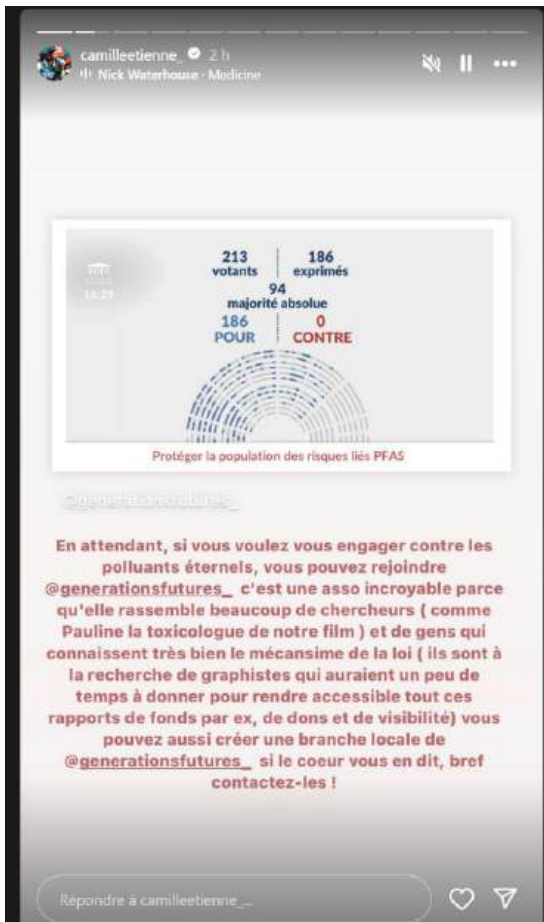 camilleetienne_ 2 h
Nick Waterhouse · Medicine
213 186
votants exprimés
94
majorité absolue
186 0
POUR CONTRE
Protéger la population des risques liés PFAS
@generationsfutures_
En attendant, si vous voulez vous engager contre les
polluants éternels, vous pouvez rejoindre
@generationsfutures_ c'est une asso incroyable parce
qu'elle rassemble beaucoup de chercheurs ( comme
Pauline la toxicologue de notre film ) et de gens qui
connaissent très bien le mécansime de la loi ( ils sont à
la recherche de graphistes qui auraient un peu de
temps à donner pour rendre accessible tout ces
rapports de fonds par ex, de dons et de visibilité) vous
pouvez aussi créer une branche locale de
@generationsfutures_ si le coeur vous en dit, bref
contactez-les !
Répondre à camilleetienne_...